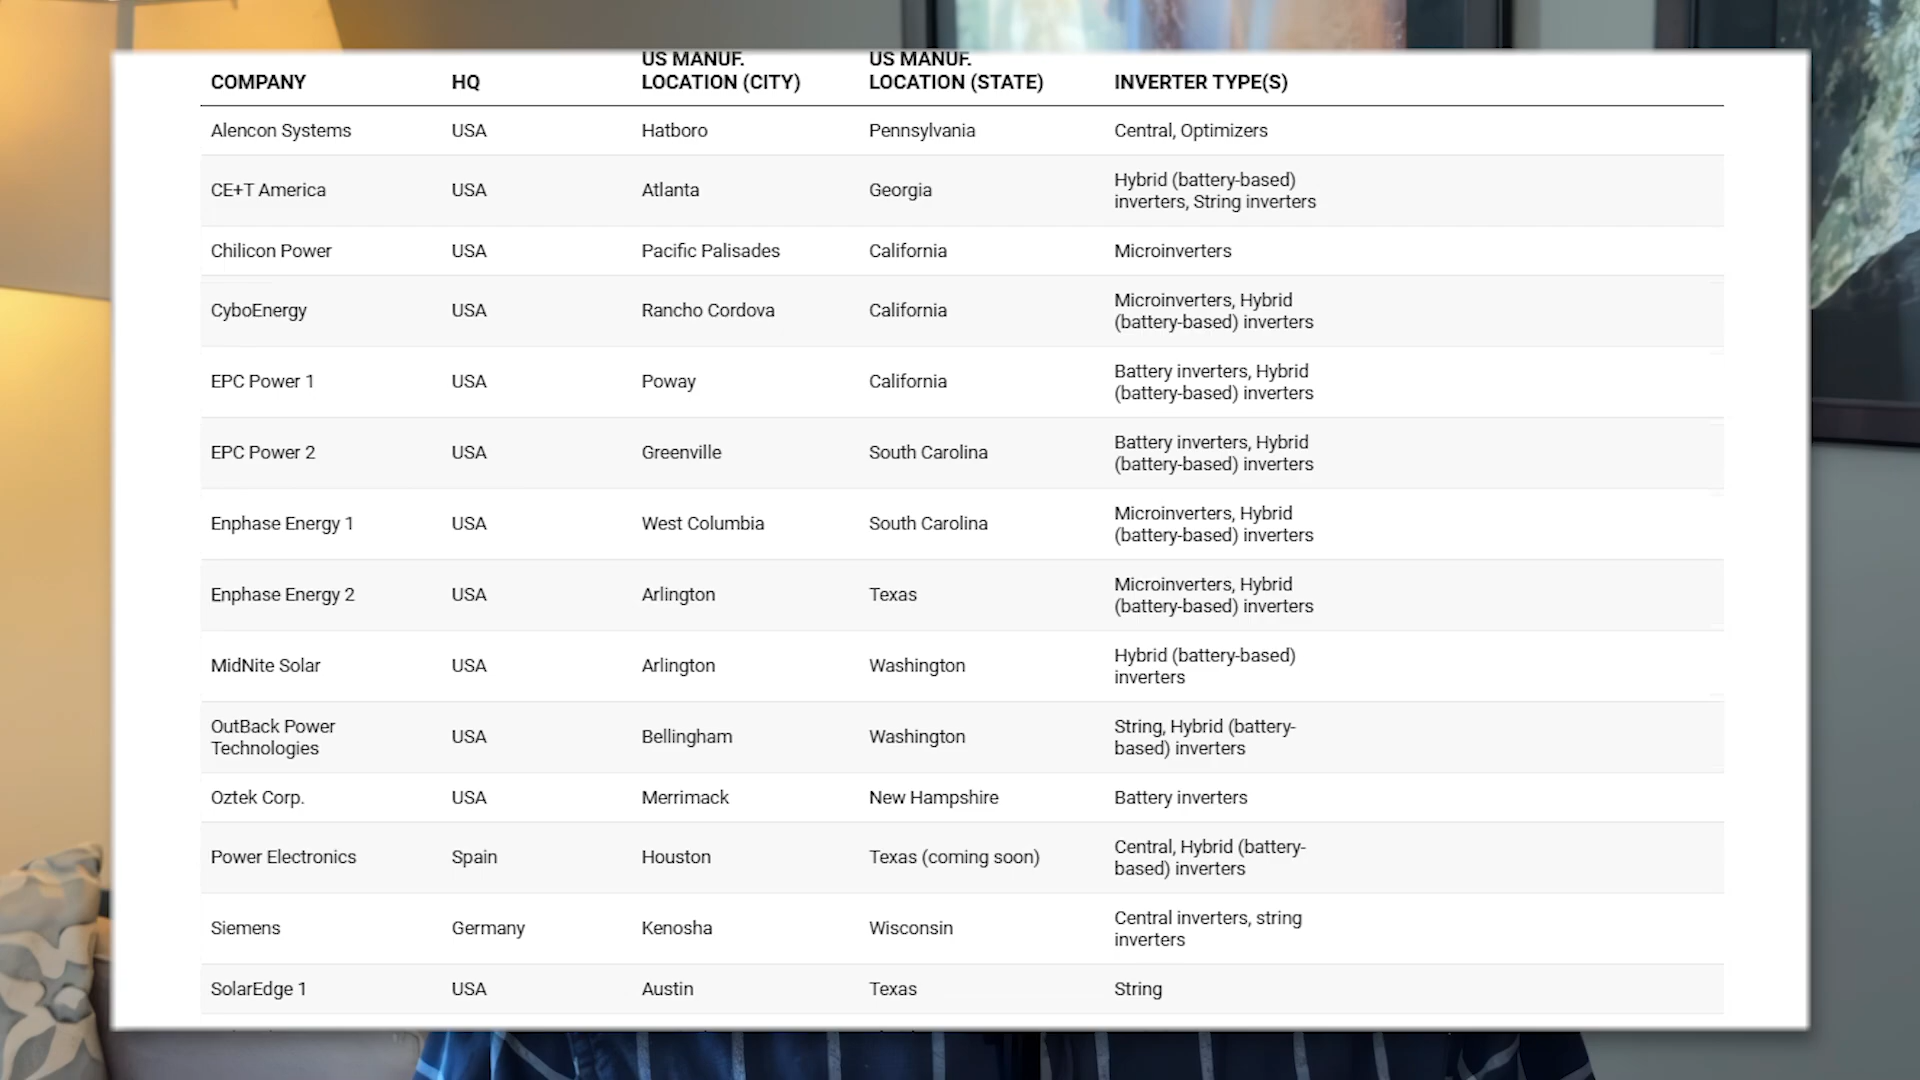 COMPANY HQ US MANUF. LOCATION (CITY) US MANUF. LOCATION (STATE) INVERTER TYPE(S)
Alencon Systems USA Hatboro Pennsylvania Central, Optimizers
CE+T America USA Atlanta Georgia Hybrid (battery-based)
inverters, String inverters
Chilicon Power USA Pacific Palisades California Microinverters
CyboEnergy USA Rancho Cordova California Microinverters, Hybrid
(battery-based) inverters
EPC Power 1 USA Poway California Battery inverters, Hybrid
(battery-based) inverters
EPC Power 2 USA Greenville South Carolina Battery inverters, Hybrid
(battery-based) inverters
Enphase Energy 1 USA West Columbia South Carolina Microinverters, Hybrid
(battery-based) inverters
Enphase Energy 2 USA Arlington Texas Microinverters, Hybrid
(battery-based) inverters
MidNite Solar USA Arlington Washington Hybrid (battery-based)
inverters
OutBack Power
Technologies USA Bellingham Washington String, Hybrid (battery-
based) inverters
Oztek Corp. USA Merrimack New Hampshire Battery inverters
Power Electronics Spain Houston Texas (coming soon) Central, Hybrid (battery-
based) inverters
Siemens Germany Kenosha Wisconsin Central inverters, string
inverters
SolarEdge 1 USA Austin Texas String